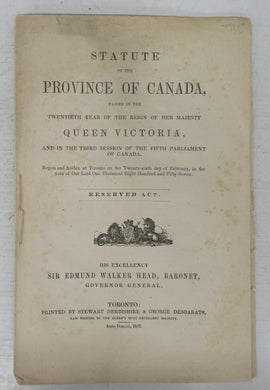 STATUTE
OF THE
PROVINCE OF CANADA,
PASSED IN THE
TWENTIETH YEAR OF THE REIGN OF HER MAJESTY
QUEEN VICTORIA,
AND IN THE THIRD SESSION OF THE FIFTH PARLIAMENT
OF CANADA.
Begun and holden at Toronto on the Twenty-sixth day of February, in the
year of Our Lord One Thousand Eight Hundred and Fifty-Seven.
RESERVED ACT.
HIS EXCELLENCY
SIR EDMUND WALKER HEAD, BARONET,
GOVERNOR GENERAL.
TORONTO:
PRINTED BY STEWART DERBISHIRE & GEORGE DESBARATS,
LAW PRINTER TO THE QUEEN'S MOST EXCELLENT MAJESTY.
Anno Domini, 1857.